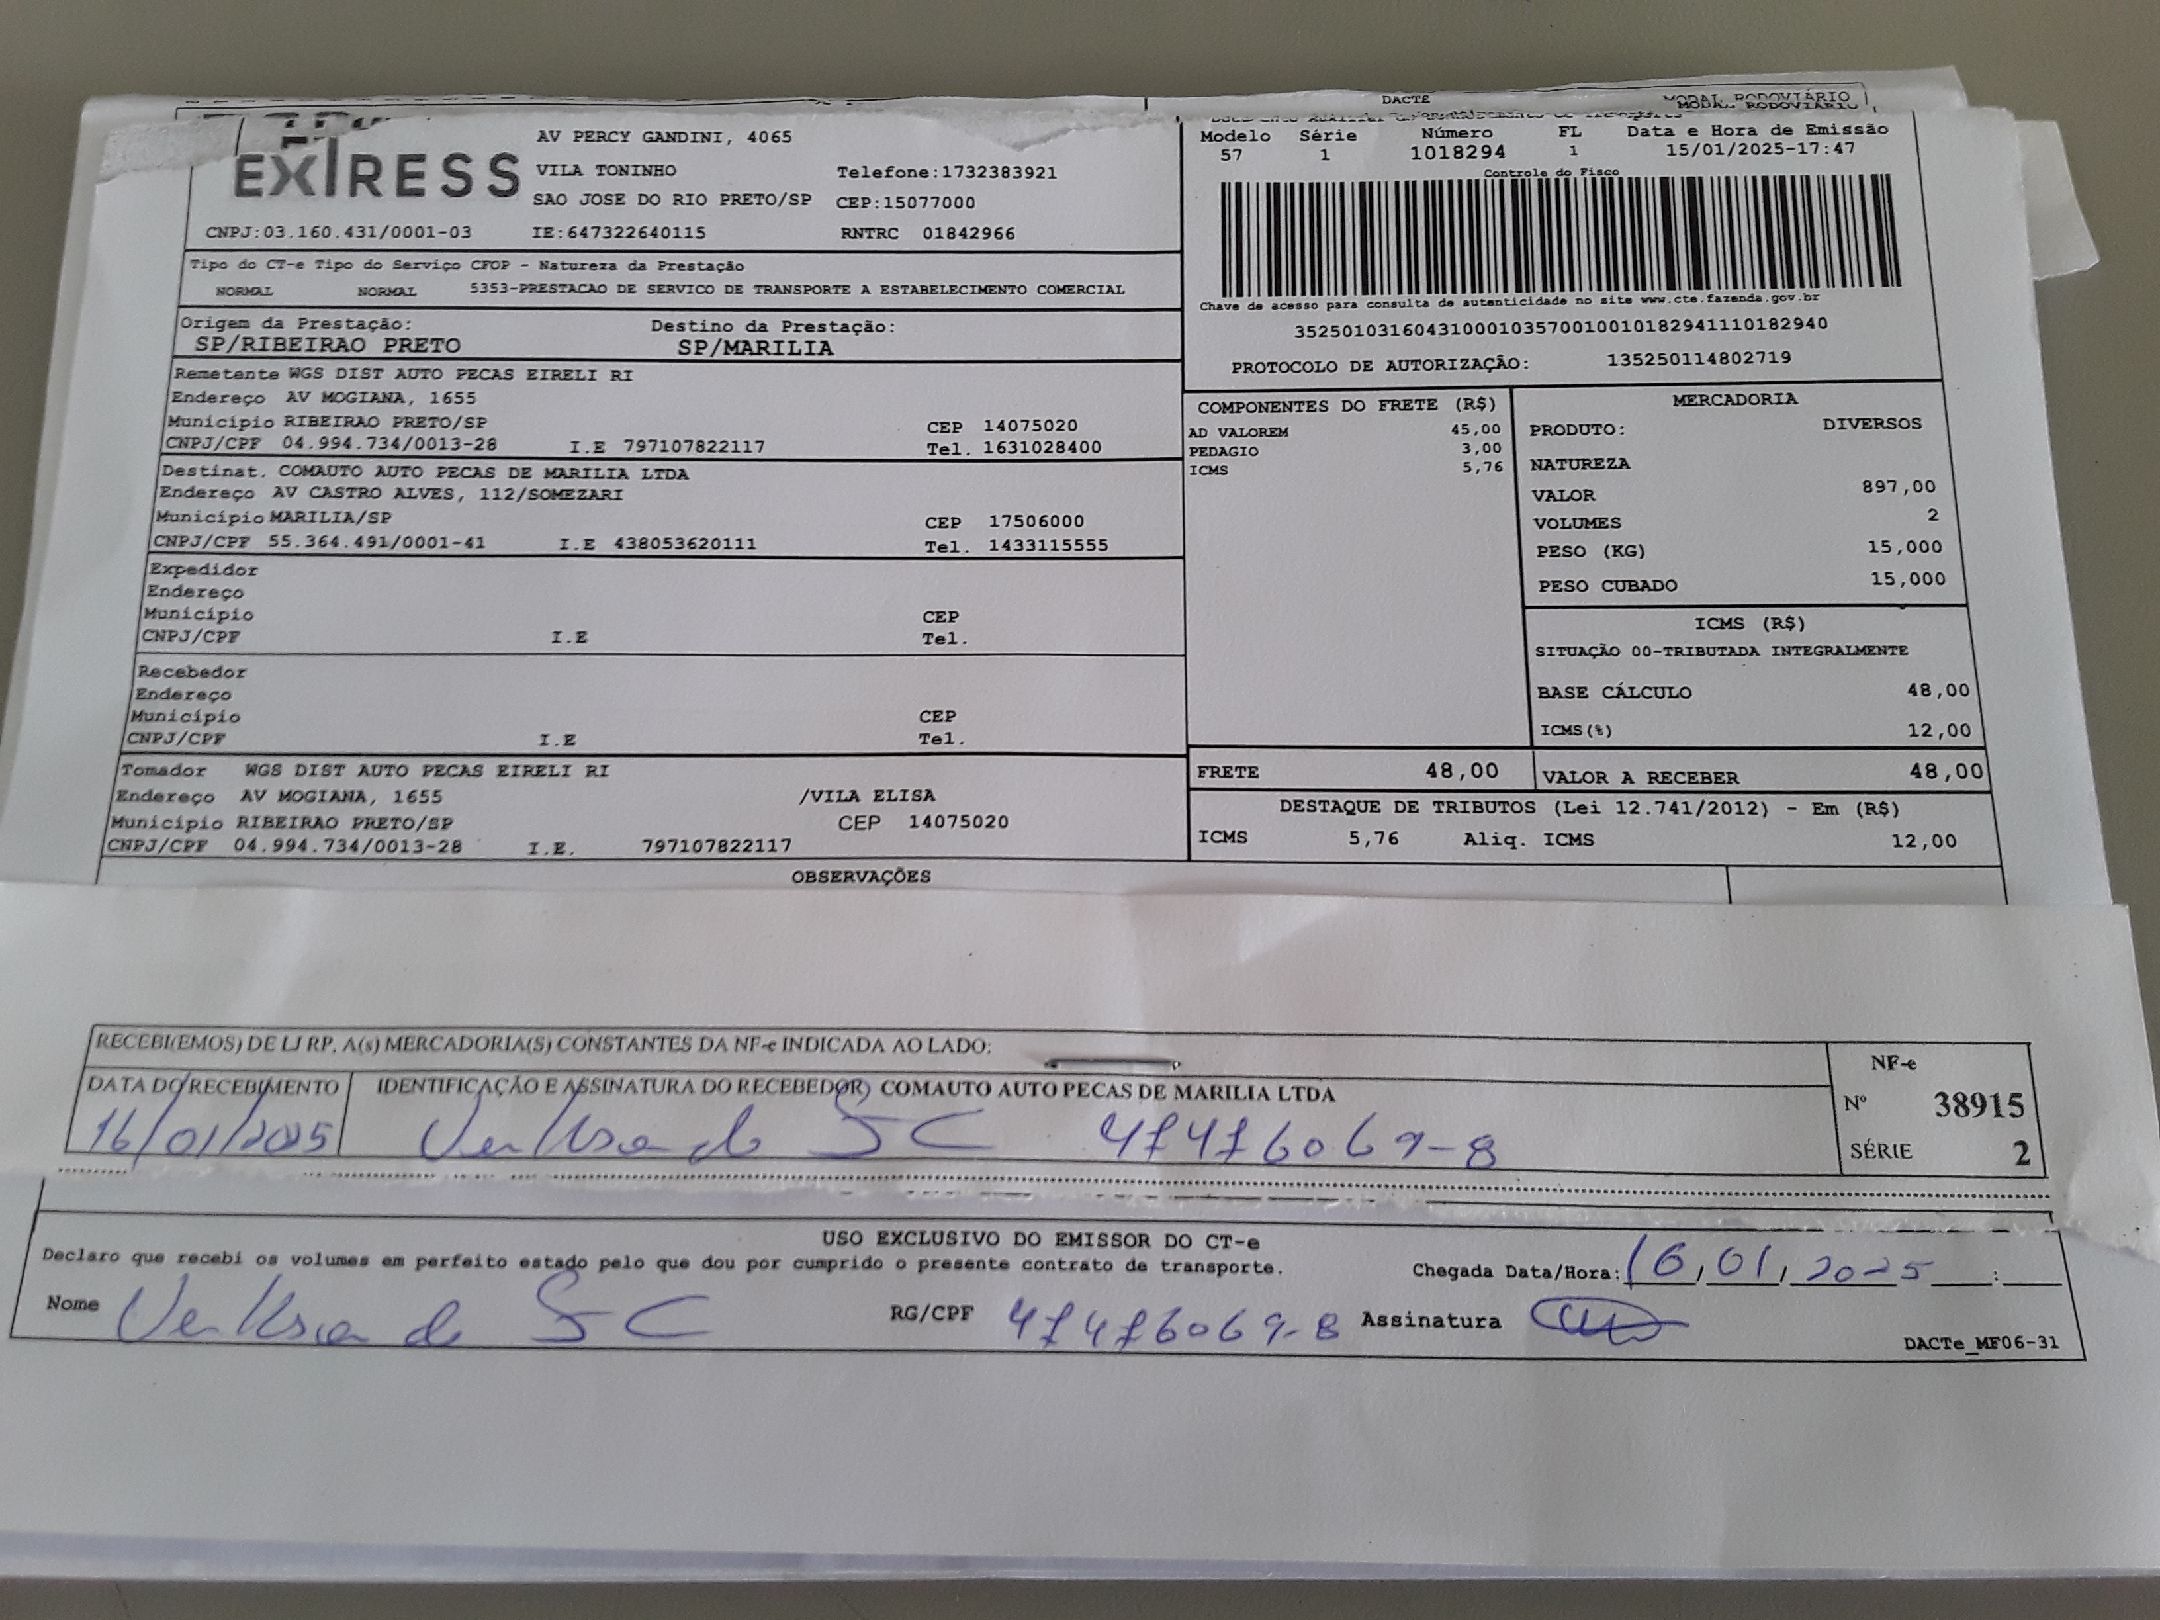 DACTE
MODAL RODOVIÁRIO
MODAL RODOVIÁRIO
AV PERCY GANDINI, 4065
VILA TONINHO Telefone:1732383921
SAO JOSE DO RIO PRETO/SP CEP:15077000
CNPJ:03.160.431/0001-03 IE:647322640115 RNTRC 01842966
Modelo Série Número FL Data e Hora de Emissão
57 1 1018294 1 15/01/2025-17:47
Controle do Fisco
Tipo do CT-e Tipo do Serviço CFOP - Natureza da Prestação
NORMAL NORMAL 5353-PRESTACAO DE SERVICO DE TRANSPORTE A ESTABELECIMENTO COMERCIAL
Chave de acesso para consulta de autenticidade no site www.cte.fazenda.gov.br
35250103160431000103570010010182941110182940
PROTOCOLO DE AUTORIZAÇÃO: 135250114802719
Origem da Prestação: Destino da Prestação:
SP/RIBEIRAO PRETO SP/MARILIA
Remetente WGS DIST AUTO PECAS EIRELI RI
Endereço AV MOGIANA, 1655
Município RIBEIRAO PRETO/SP CEP 14075020
CNPJ/CPF 04.994.734/0013-28 I.E 797107822117 Tel. 1631028400
Destinat. COMAUTO AUTO PECAS DE MARILIA LTDA
Endereço AV CASTRO ALVES, 112/SOMEZARI
Município MARILIA/SP CEP 17506000
CNPJ/CPF 55.364.491/0001-41 I.E 438053620111 Tel. 1433115555
Expedidor
Endereço
Município CEP
CNPJ/CPF I.E Tel.
Recebedor
Endereço
Município CEP
CNPJ/CPF I.E Tel.
Tomador WGS DIST AUTO PECAS EIRELI RI
Endereço AV MOGIANA, 1655 /VILA ELISA
Município RIBEIRAO PRETO/SP CEP 14075020
CNPJ/CPF 04.994.734/0013-28 I.E. 797107822117
COMPONENTES DO FRETE (R$)
AD VALOREM 45,00
PEDAGIO 3,00
ICMS 5,76
MERCADORIA
PRODUTO: DIVERSOS
NATUREZA
VALOR 897,00
VOLUMES 2
PESO (KG) 15,000
PESO CUBADO 15,000
ICMS (R$)
SITUAÇÃO 00-TRIBUTADA INTEGRALMENTE
BASE CÁLCULO 48,00
ICMS(%) 12,00
FRETE 48,00 VALOR A RECEBER 48,00
DESTAQUE DE TRIBUTOS (Lei 12.741/2012) - Em (R$)
ICMS 5,76 Aliq. ICMS 12,00
OBSERVAÇÕES
RECEBI(EMOS) DE LJ RP, A(s) MERCADORIA(S) CONSTANTES DA NF-e INDICADA AO LADO:
DATA DO RECEBIMENTO IDENTIFICAÇÃO E ASSINATURA DO RECEBEDOR COMAUTO AUTO PECAS DE MARILIA LTDA
16/01/2025 47476069-8
NF-e
Nº 38915
SÉRIE 2
USO EXCLUSIVO DO EMISSOR DO CT-e
Declaro que recebi os volumes em perfeito estado pelo que dou por cumprido o presente contrato de transporte. Chegada Data/Hora: 16,01,2025 :
Nome RG/CPF 47476069-8 Assinatura
DACTe_MF06-31